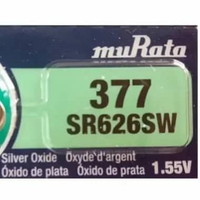 muRata
377
SR626SW
Silver Oxide Oxyde d'argent
Óxido de plata Óxido de prata 1.55V